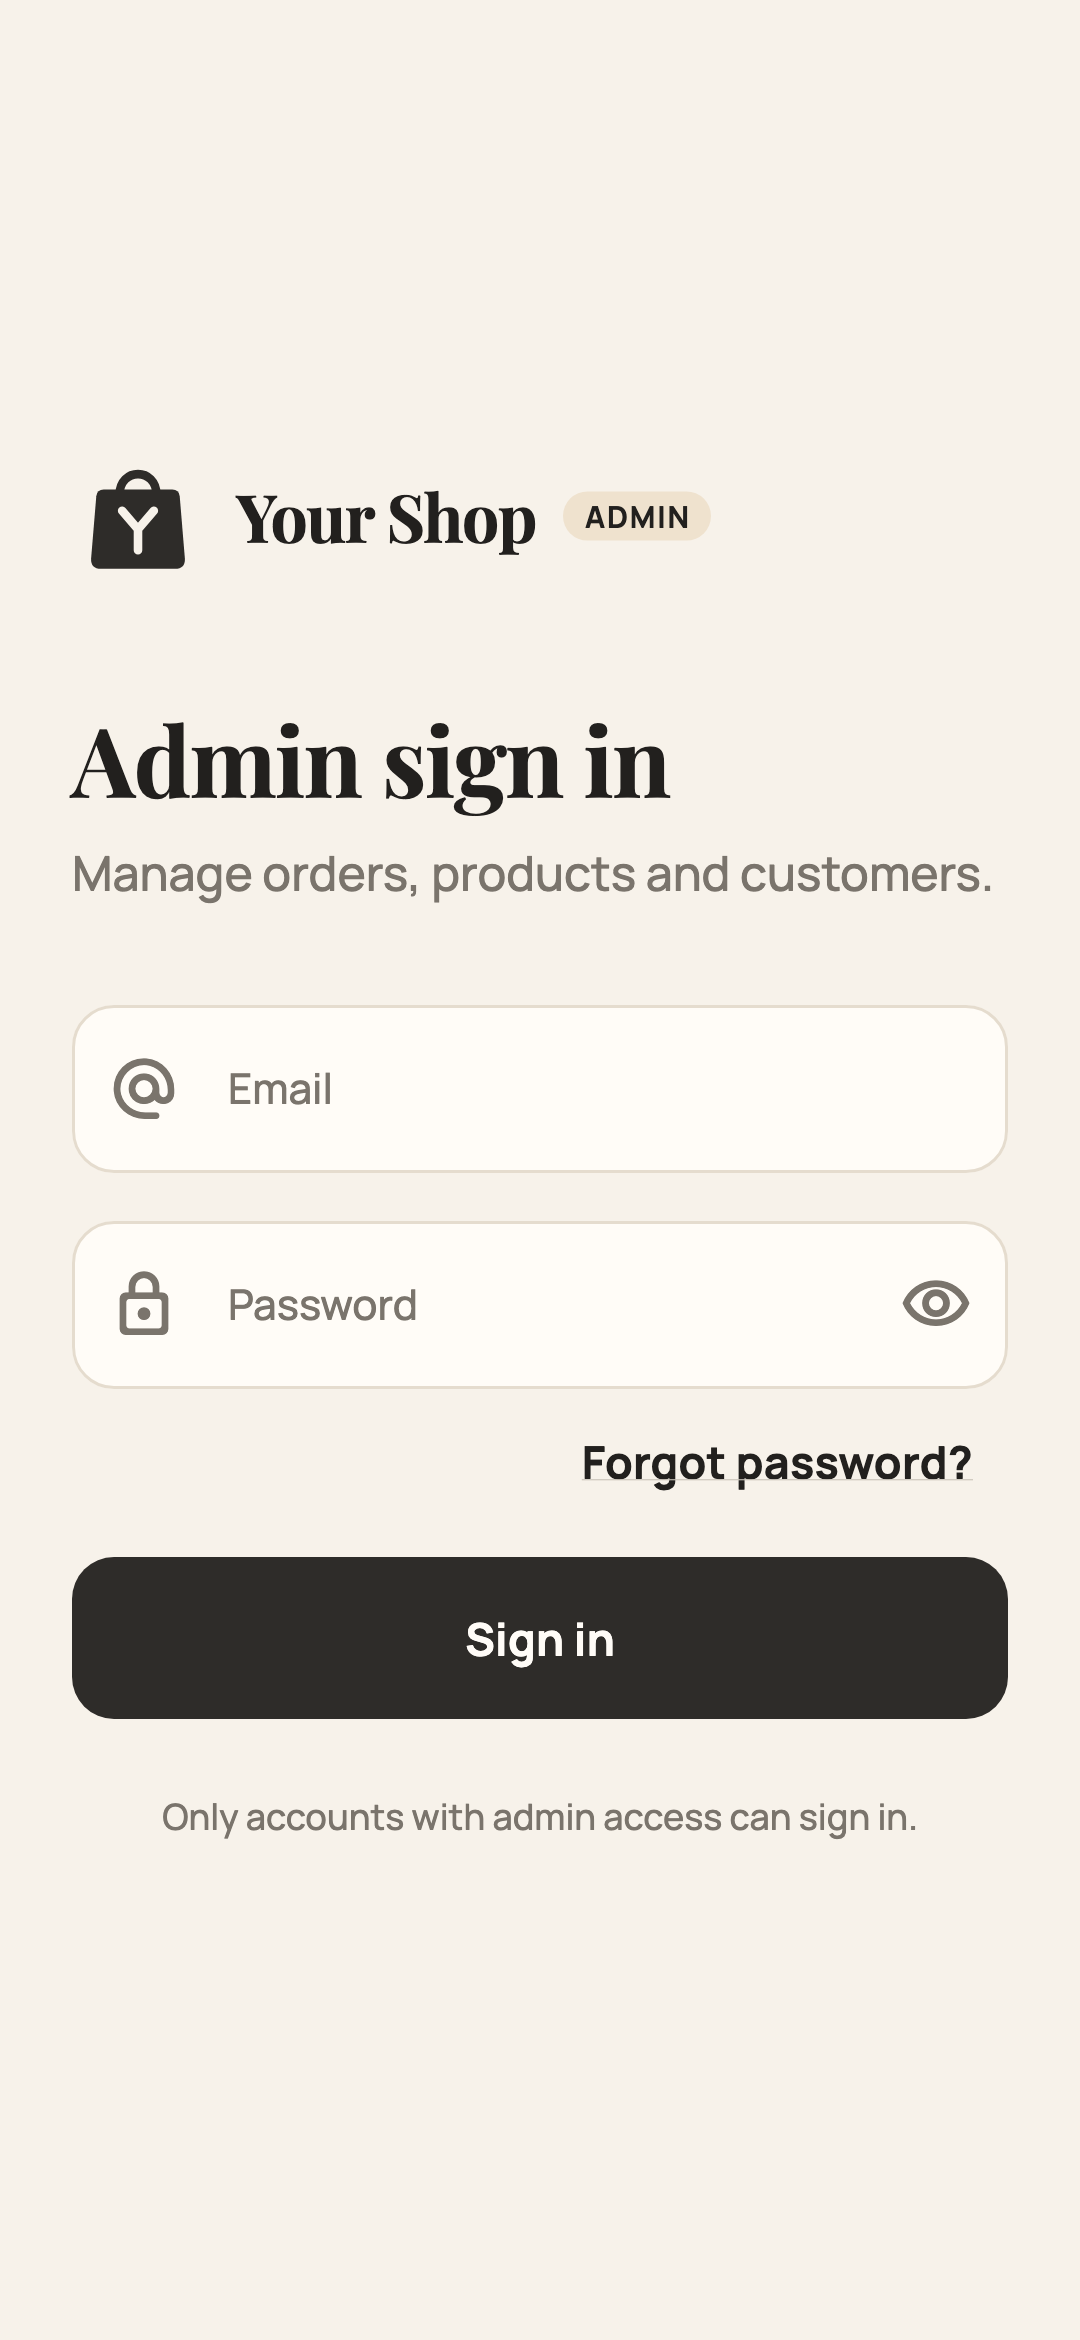 Y
Your Shop ADMIN
Admin sign in
Manage orders, products and customers.
Email
Password
Forgot password?
Sign in
Only accounts with admin access can sign in.